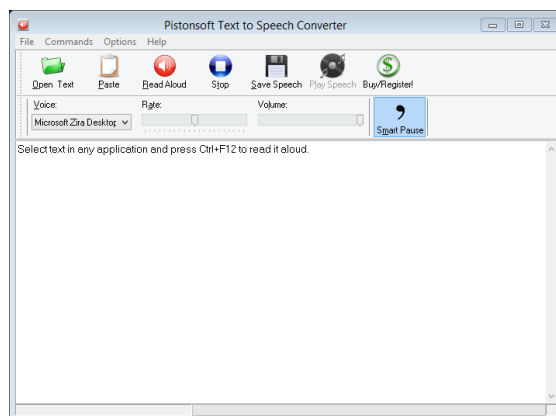 Pistonsoft Text to Speech Converter
File Commands Options Help
Open Text Paste Read Aloud Stop Save Speech Play Speech Buy/Register!
Voice: Rate: Volume:
Microsoft Zira Desktop
Smart Pause
Select text in any application and press Ctrl+F12 to read it aloud.